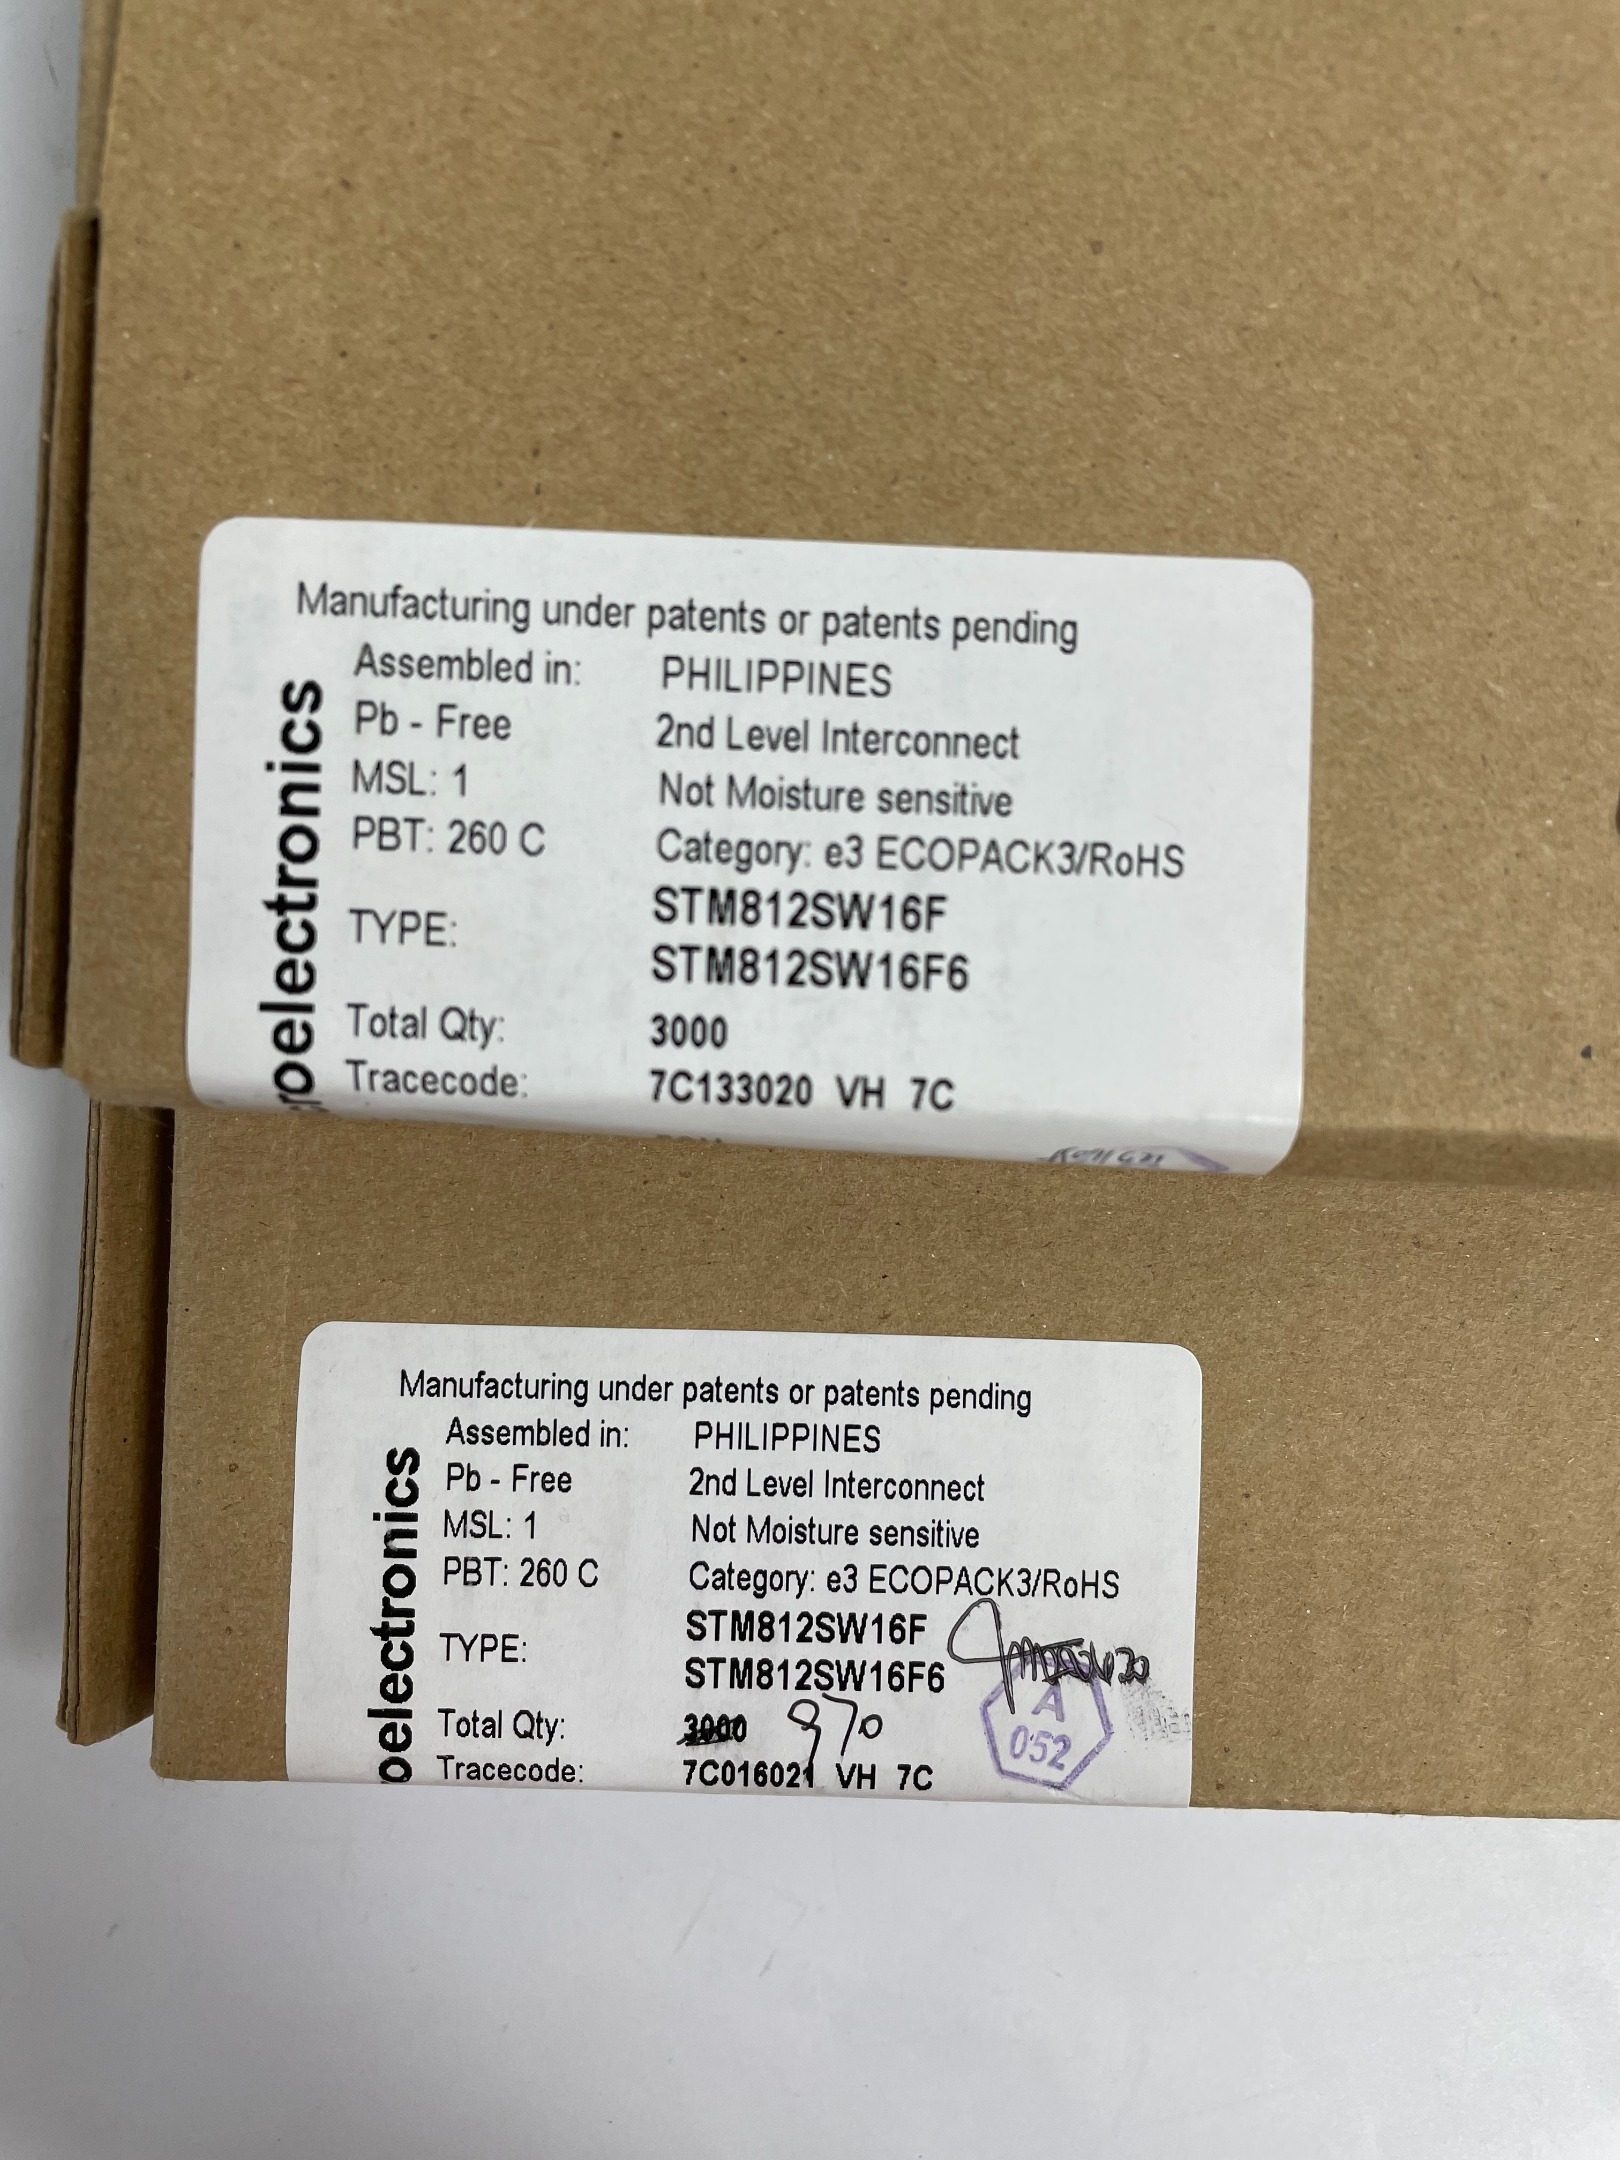 Manufacturing under patents or patents pending
Assembled in: PHILIPPINES
Pb - Free 2nd Level Interconnect
MSL: 1 Not Moisture sensitive
PBT: 260 C Category: e3 ECOPACK3/RoHS
TYPE: STM812SW16F
STM812SW16F6
Total Qty: 3000
Tracecode: 7C133020 VH 7C
roelectronics
Manufacturing under patents or patents pending
Assembled in: PHILIPPINES
Pb - Free 2nd Level Interconnect
MSL: 1 Not Moisture sensitive
PBT: 260 C Category: e3 ECOPACK3/RoHS
TYPE: STM812SW16F
STM812SW16F6
Total Qty: 3000 970
Tracecode: 7C016021 VH 7C
oelectronics
A
052